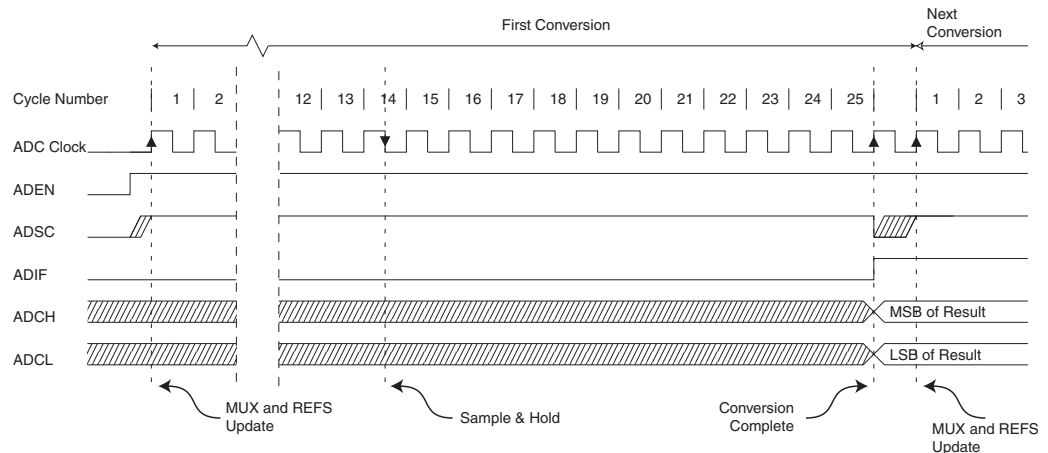 First Conversion
Next
Conversion
Cycle Number 1 2 12 13 14 15 16 17 18 19 20 21 22 23 24 25 1 2 3
ADC Clock
ADEN
ADSC
ADIF
ADCH MSB of Result
ADCL LSB of Result
MUX and REFS
Update
Sample & Hold
Conversion
Complete
MUX and REFS
Update